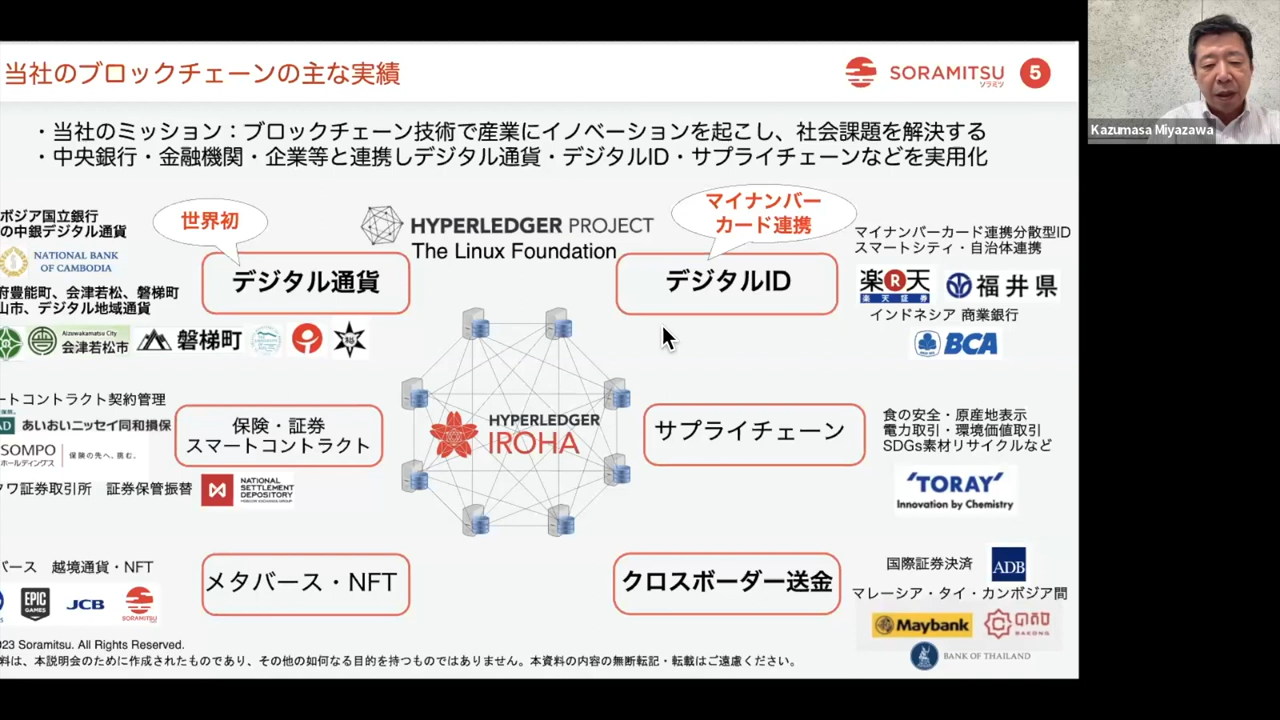 当社のブロックチェーンの主な実績
SORAMITSU
ソラミツ
5
Kazumasa Miyazawa
・当社のミッション：ブロックチェーン技術で産業にイノベーションを起こし、社会課題を解決する
・中央銀行・金融機関・企業等と連携しデジタル通貨・デジタルID・サプライチェーンなどを実用化
ボジア国立銀行
の中銀デジタル通貨
NATIONAL BANK
OF CAMBODIA
世界初
デジタル通貨
府豊能町、会津若松、磐梯町
山市、デジタル地域通貨
Aizuwakamatsu City
会津若松市
磐梯町
HYPERLEDGER PROJECT
The Linux Foundation
マイナンバー
カード連携
デジタルID
マイナンバーカード連携分散型ID
スマートシティ・自治体連携
楽R天
楽天証券
福井県
インドネシア 商業銀行
BCA
ートコントラクト契約管理
AD あいおいニッセイ同和損保
SOMPO
ホールディングス
保険の先へ、挑む。
保険・証券
スマートコントラクト
クワ証券取引所 証券保管振替
NATIONAL
SETTLEMENT
DEPOSITORY
MOSCOW EXCHANGE GROUP
HYPERLEDGER
IROHA
サプライチェーン
食の安全・原産地表示
電力取引・環境価値取引
SDGs素材リサイクルなど
'TORAY'
Innovation by Chemistry
バース 越境通貨・NFT
EPIC
GAMES
JCB
SORAMITSU
メタバース・NFT
クロスボーダー送金
国際証券決済
ADB
マレーシア・タイ・カンボジア間
Maybank
BAKONG
BANK OF THAILAND
023 Soramitsu. All Rights Reserved.
料は、本説明会のために作成されたものであり、その他の如何なる目的を持つものではありません。本資料の内容の無断転記・転載はご遠慮ください。